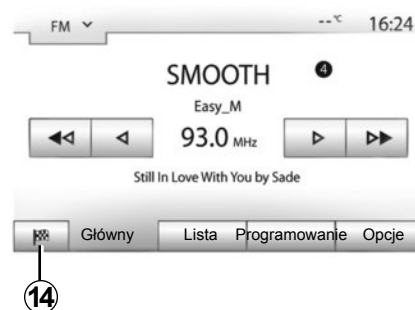 FM --°C 16:24
SMOOTH 4
Easy_M
93.0 MHz
Still In Love With You by Sade
Główny Lista Programowanie Opcje
14